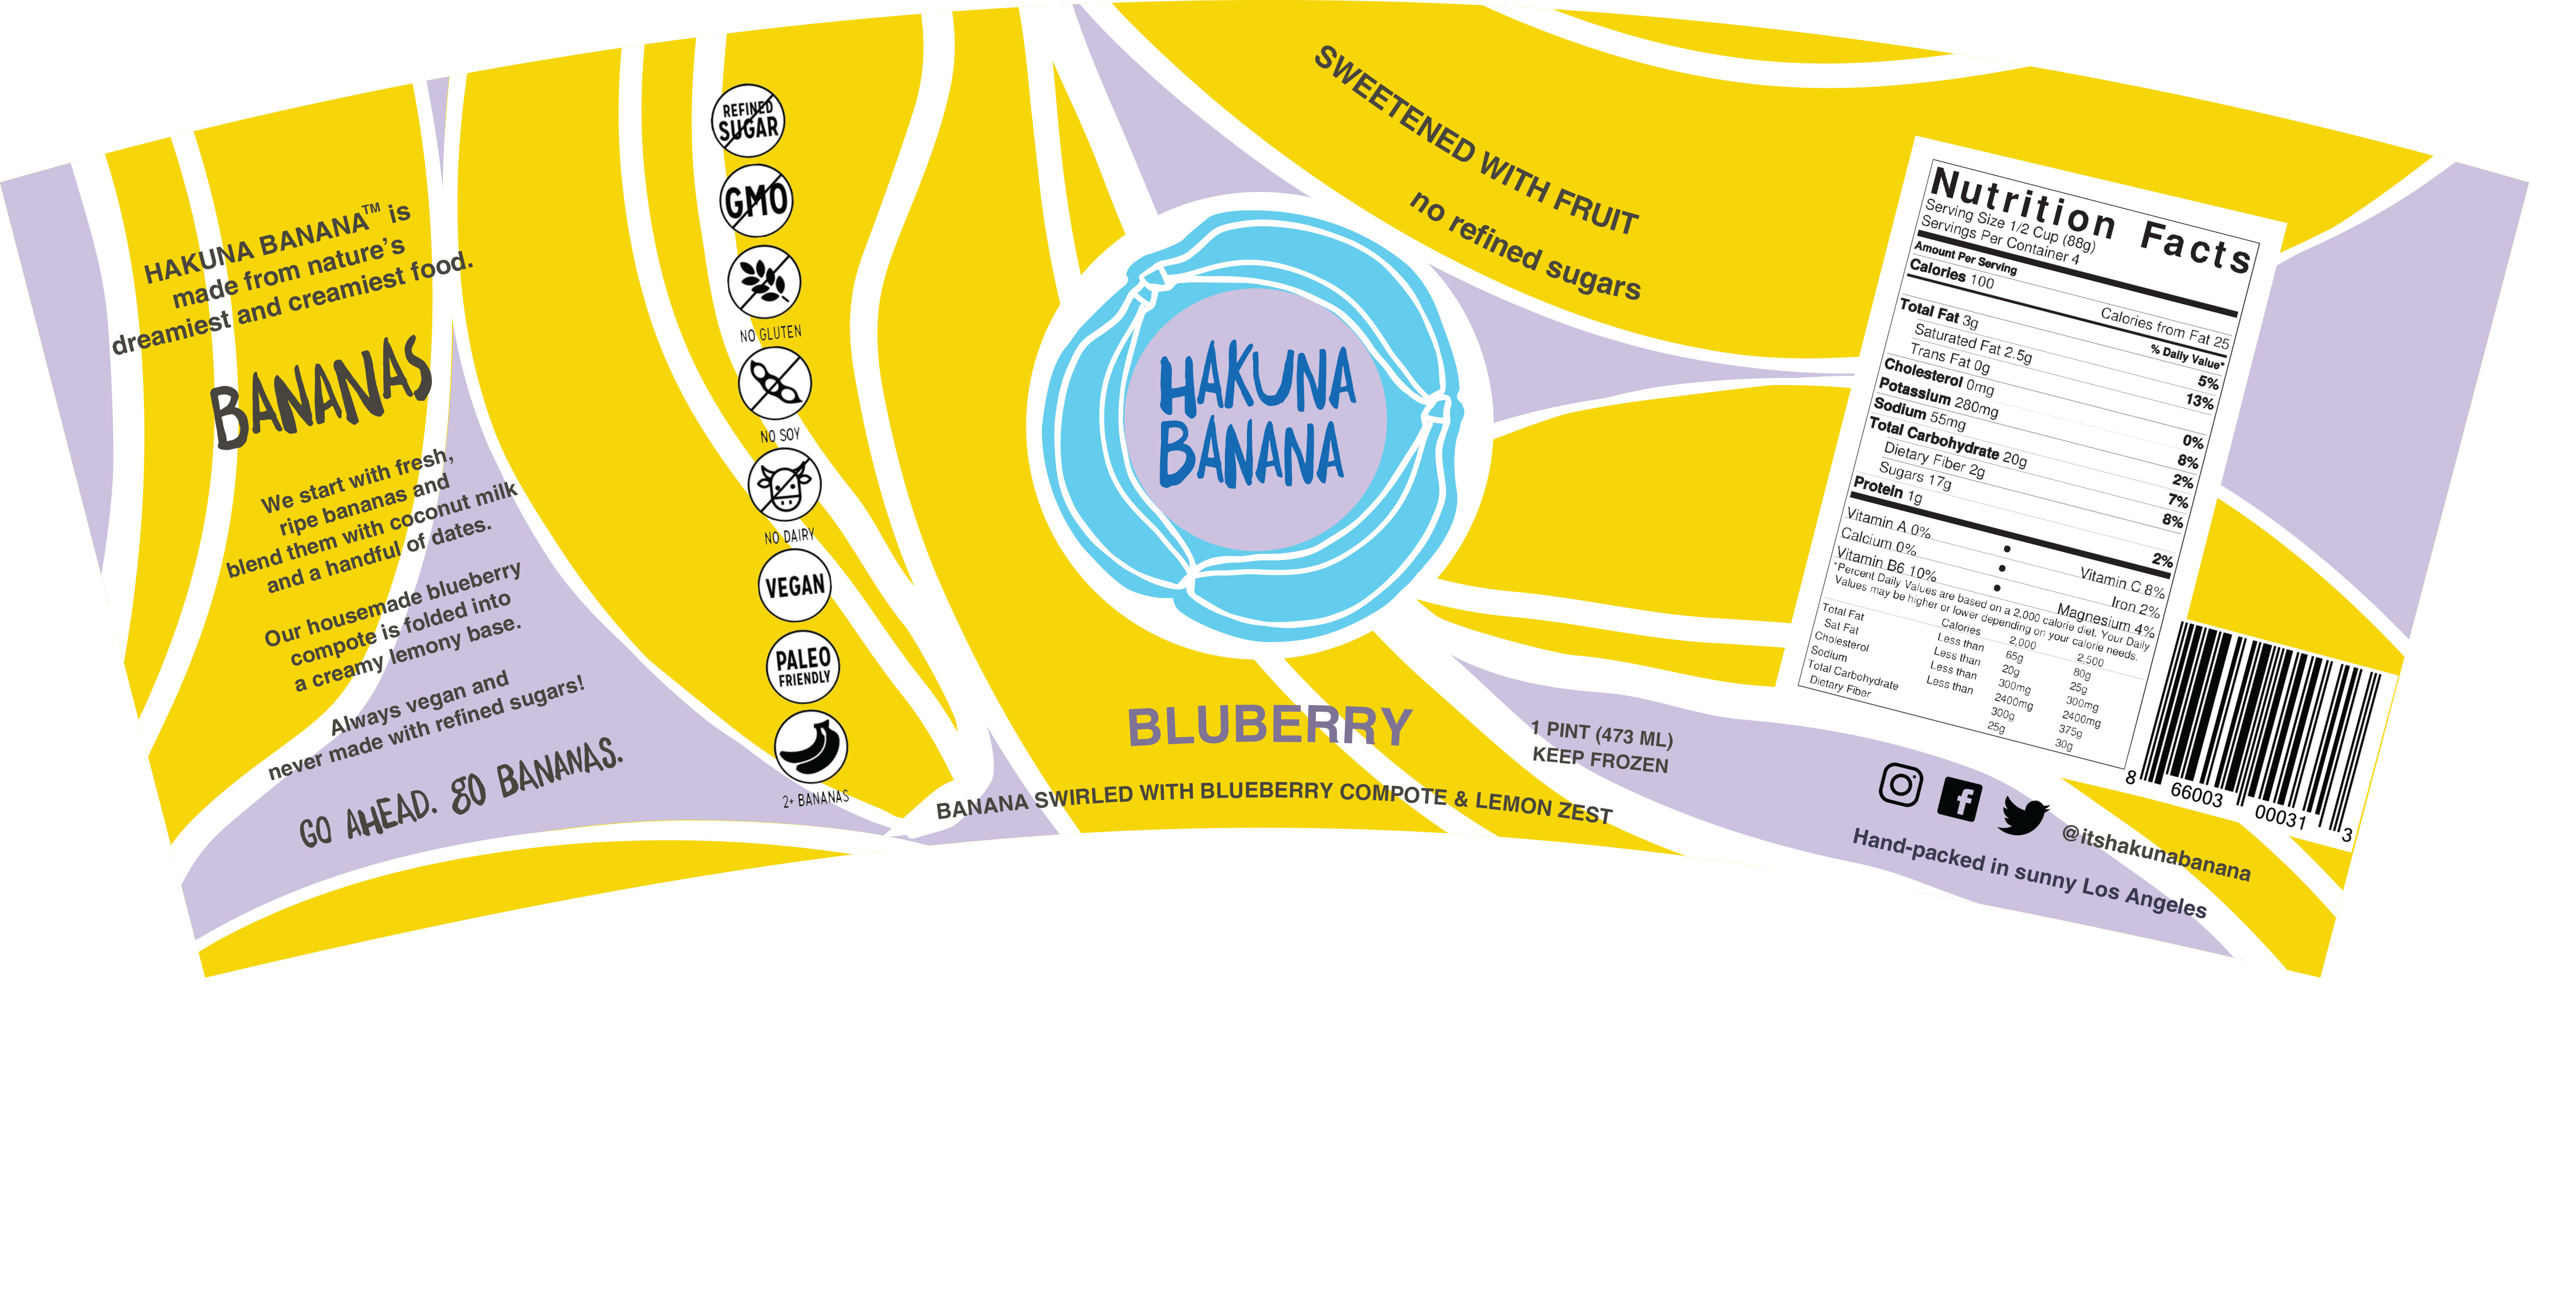 HAKUNA BANANA™ is
made from nature's
dreamiest and creamiest food.
BANANAS
We start with fresh,
ripe bananas and
blend them with coconut milk
and a handful of dates.
Our housemade blueberry
compote is folded into
a creamy lemony base.
Always vegan and
never made with refined sugars!
GO AHEAD. go BANANAS.
REFINED
SUGAR
GMO
NO GLUTEN
NO SOY
NO DAIRY
VEGAN
PALEO
FRIENDLY
2+ BANANAS
HAKUNA
BANANA
BLUBERRY
BANANA SWIRLED WITH BLUEBERRY COMPOTE & LEMON ZEST
SWEETENED WITH FRUIT
no refined sugars
1 PINT (473 ML)
KEEP FROZEN
Nutrition Facts
Serving Size 1/2 Cup (88g)
Servings Per Container 4
Amount Per Serving
Calories 100 Calories from Fat 25
% Daily Value*
Total Fat 3g 5%
Saturated Fat 2.5g 13%
Trans Fat 0g
Cholesterol 0mg 0%
Potassium 280mg 8%
Sodium 55mg 2%
Total Carbohydrate 20g 7%
Dietary Fiber 2g 8%
Sugars 17g
Protein 1g 2%
Vitamin A 0% • Vitamin C 8%
Calcium 0% • Iron 2%
Vitamin B6 10% • Magnesium 4%
*Percent Daily Values are based on a 2,000 calorie diet. Your Daily
Values may be higher or lower depending on your calorie needs.
Calories 2,000 2,500
Total Fat Less than 65g 80g
Sat Fat Less than 20g 25g
Cholesterol Less than 300mg 300mg
Sodium Less than 2400mg 2400mg
Total Carbohydrate 300g 375g
Dietary Fiber 25g 30g
8 66003 00031 3
@itshakunabanana
Hand-packed in sunny Los Angeles